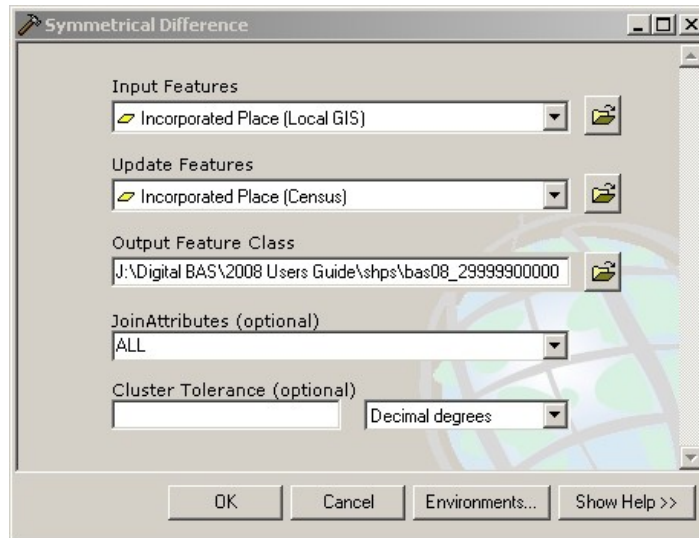 Symmetrical Difference
Input Features
Incorporated Place (Local GIS)
Update Features
Incorporated Place (Census)
Output Feature Class
J:\Digital BAS\2008 Users Guide\shps\bas08_29999900000
JoinAttributes (optional)
ALL
Cluster Tolerance (optional)
Decimal degrees
OK Cancel Environments... Show Help >>